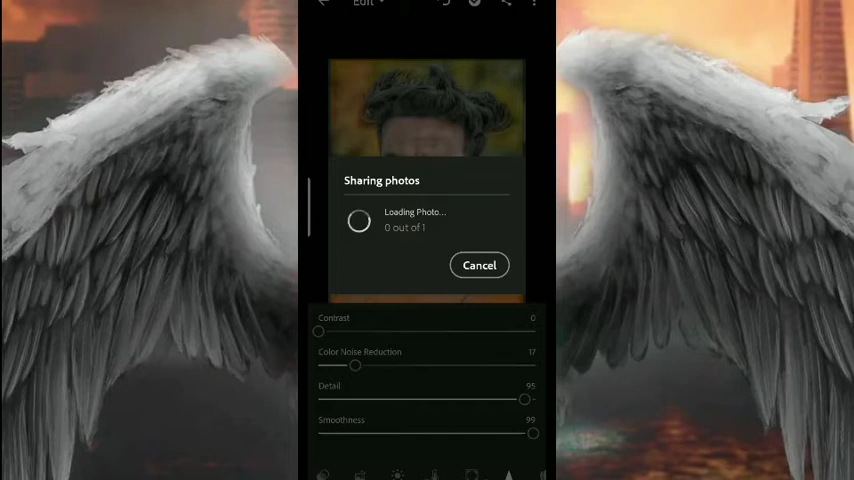 Edit
Sharing photos
Loading Photo...
0 out of 1
Cancel
Contrast 0
Color Noise Reduction 17
Detail 95
Smoothness 99